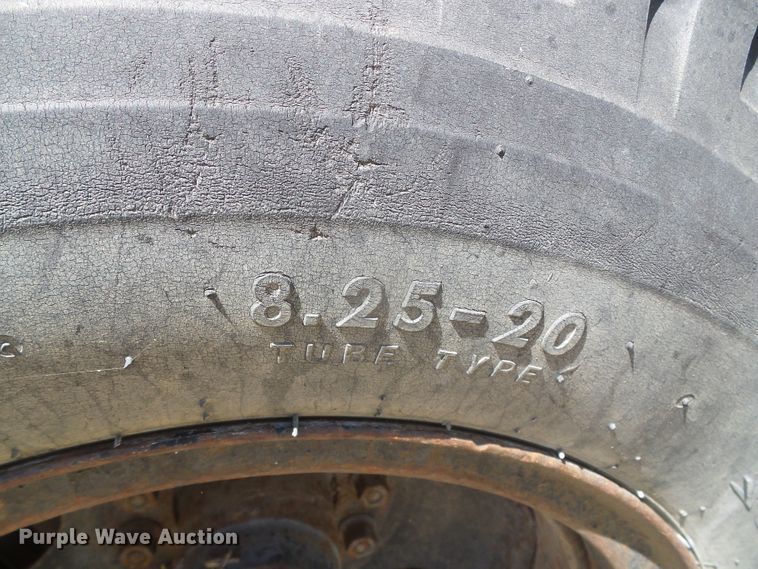 8.25-20
TUBE TYPE
Purple Wave Auction